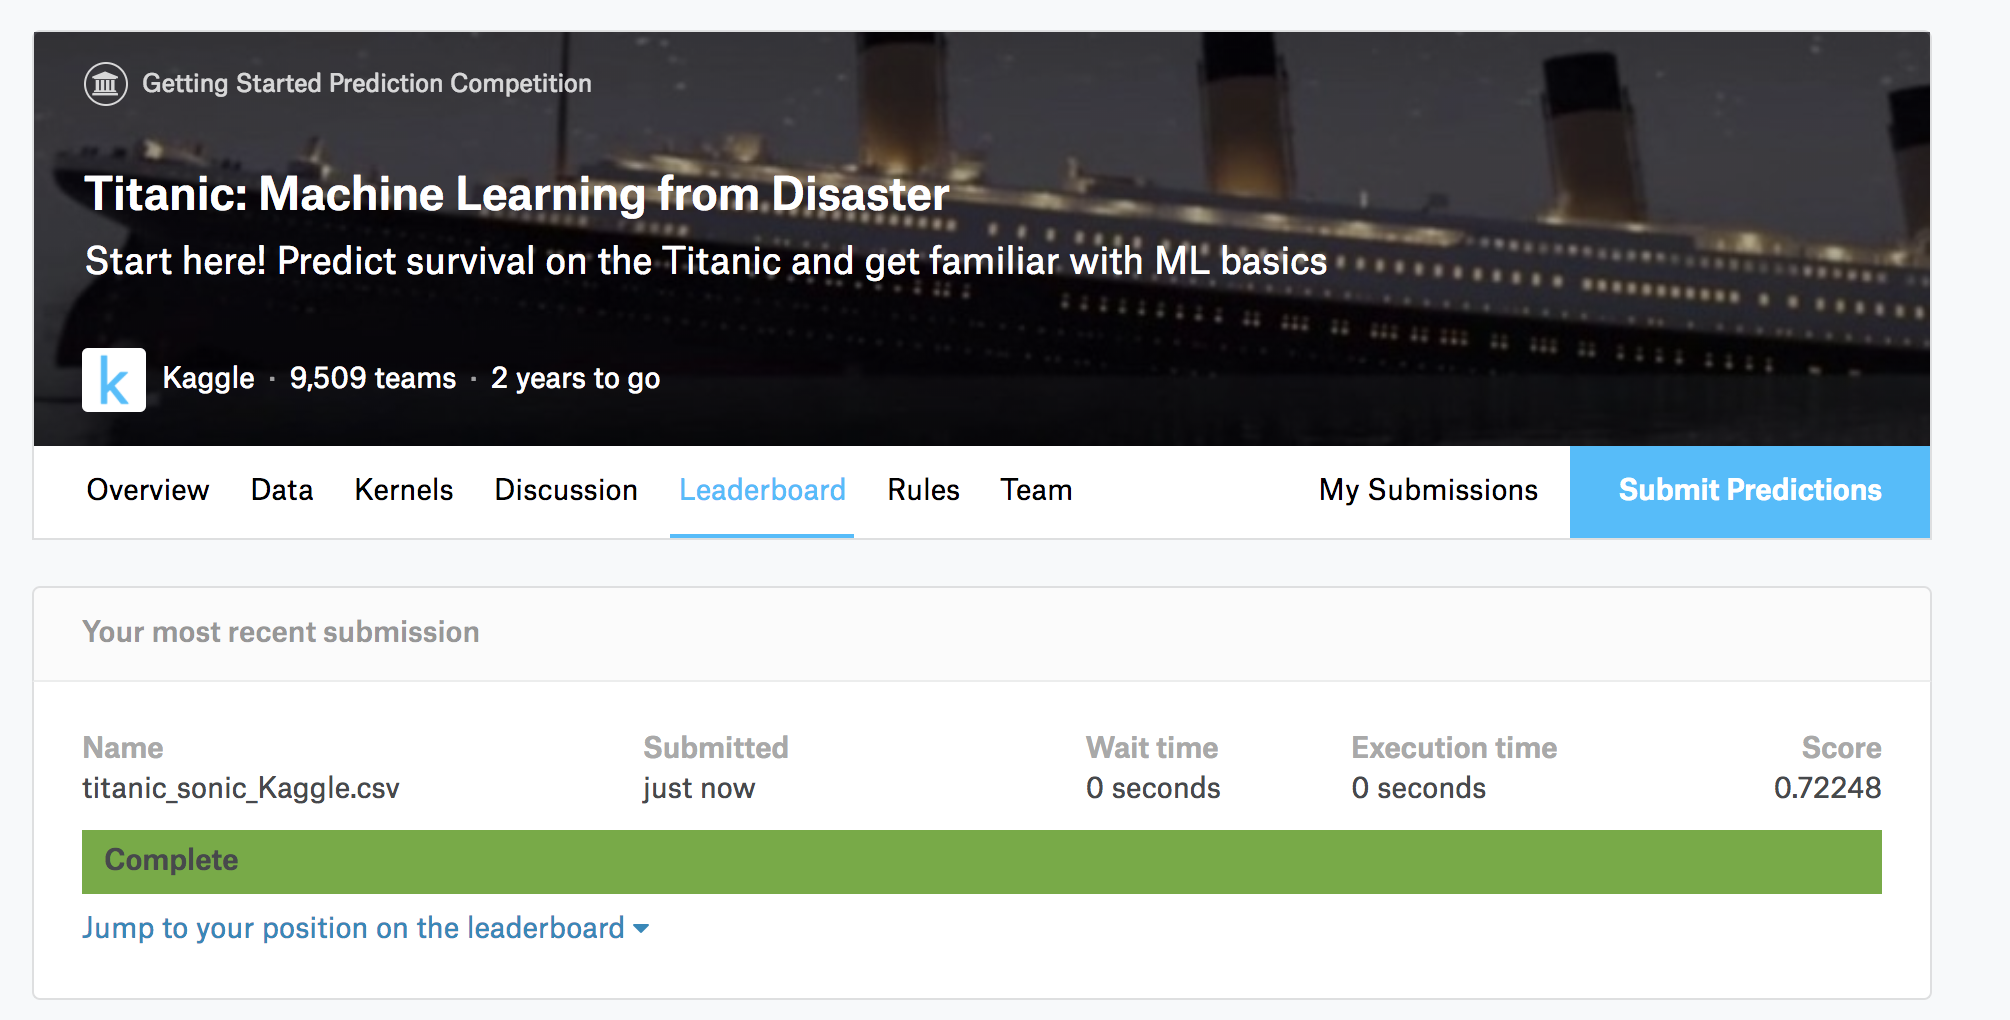 Getting Started Prediction Competition
Titanic: Machine Learning from Disaster
Start here! Predict survival on the Titanic and get familiar with ML basics
k Kaggle · 9,509 teams · 2 years to go
Overview Data Kernels Discussion Leaderboard Rules Team My Submissions Submit Predictions
Your most recent submission
Name Submitted Wait time Execution time Score
titanic_sonic_Kaggle.csv just now 0 seconds 0 seconds 0.72248
Complete
Jump to your position on the leaderboard